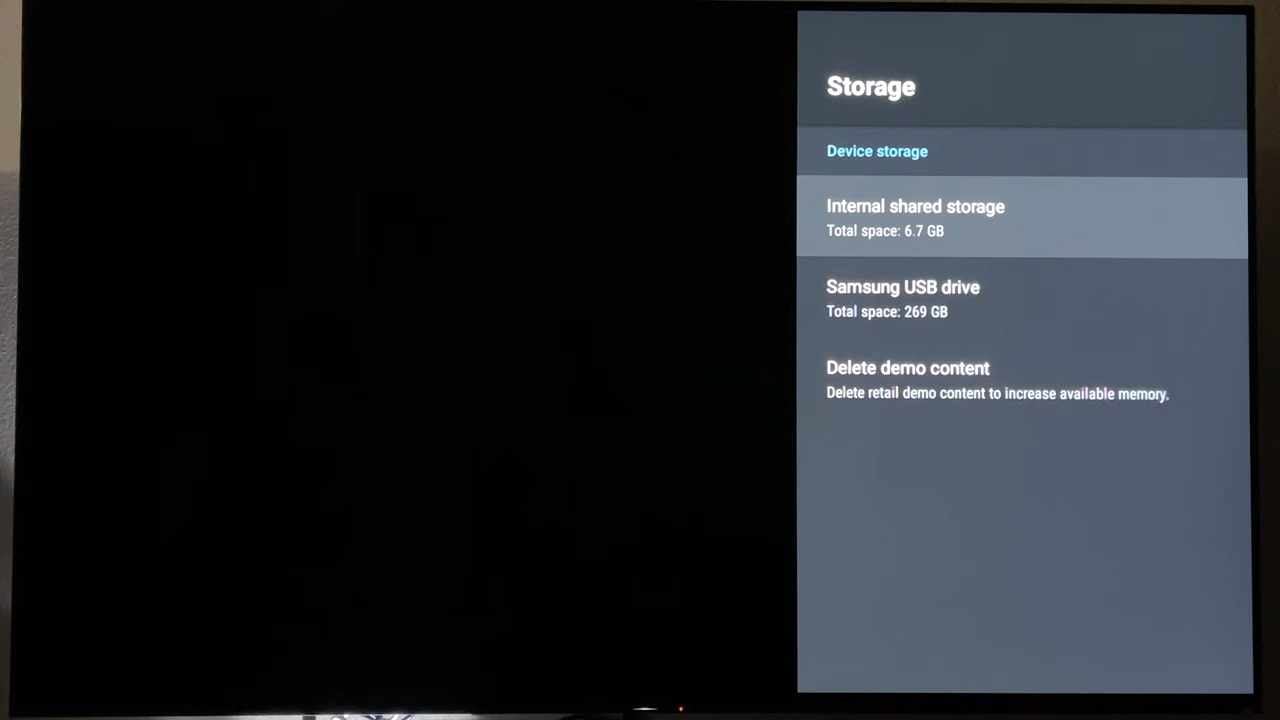 Storage
Device storage
Internal shared storage
Total space: 6.7 GB
Samsung USB drive
Total space: 269 GB
Delete demo content
Delete retail demo content to increase available memory.